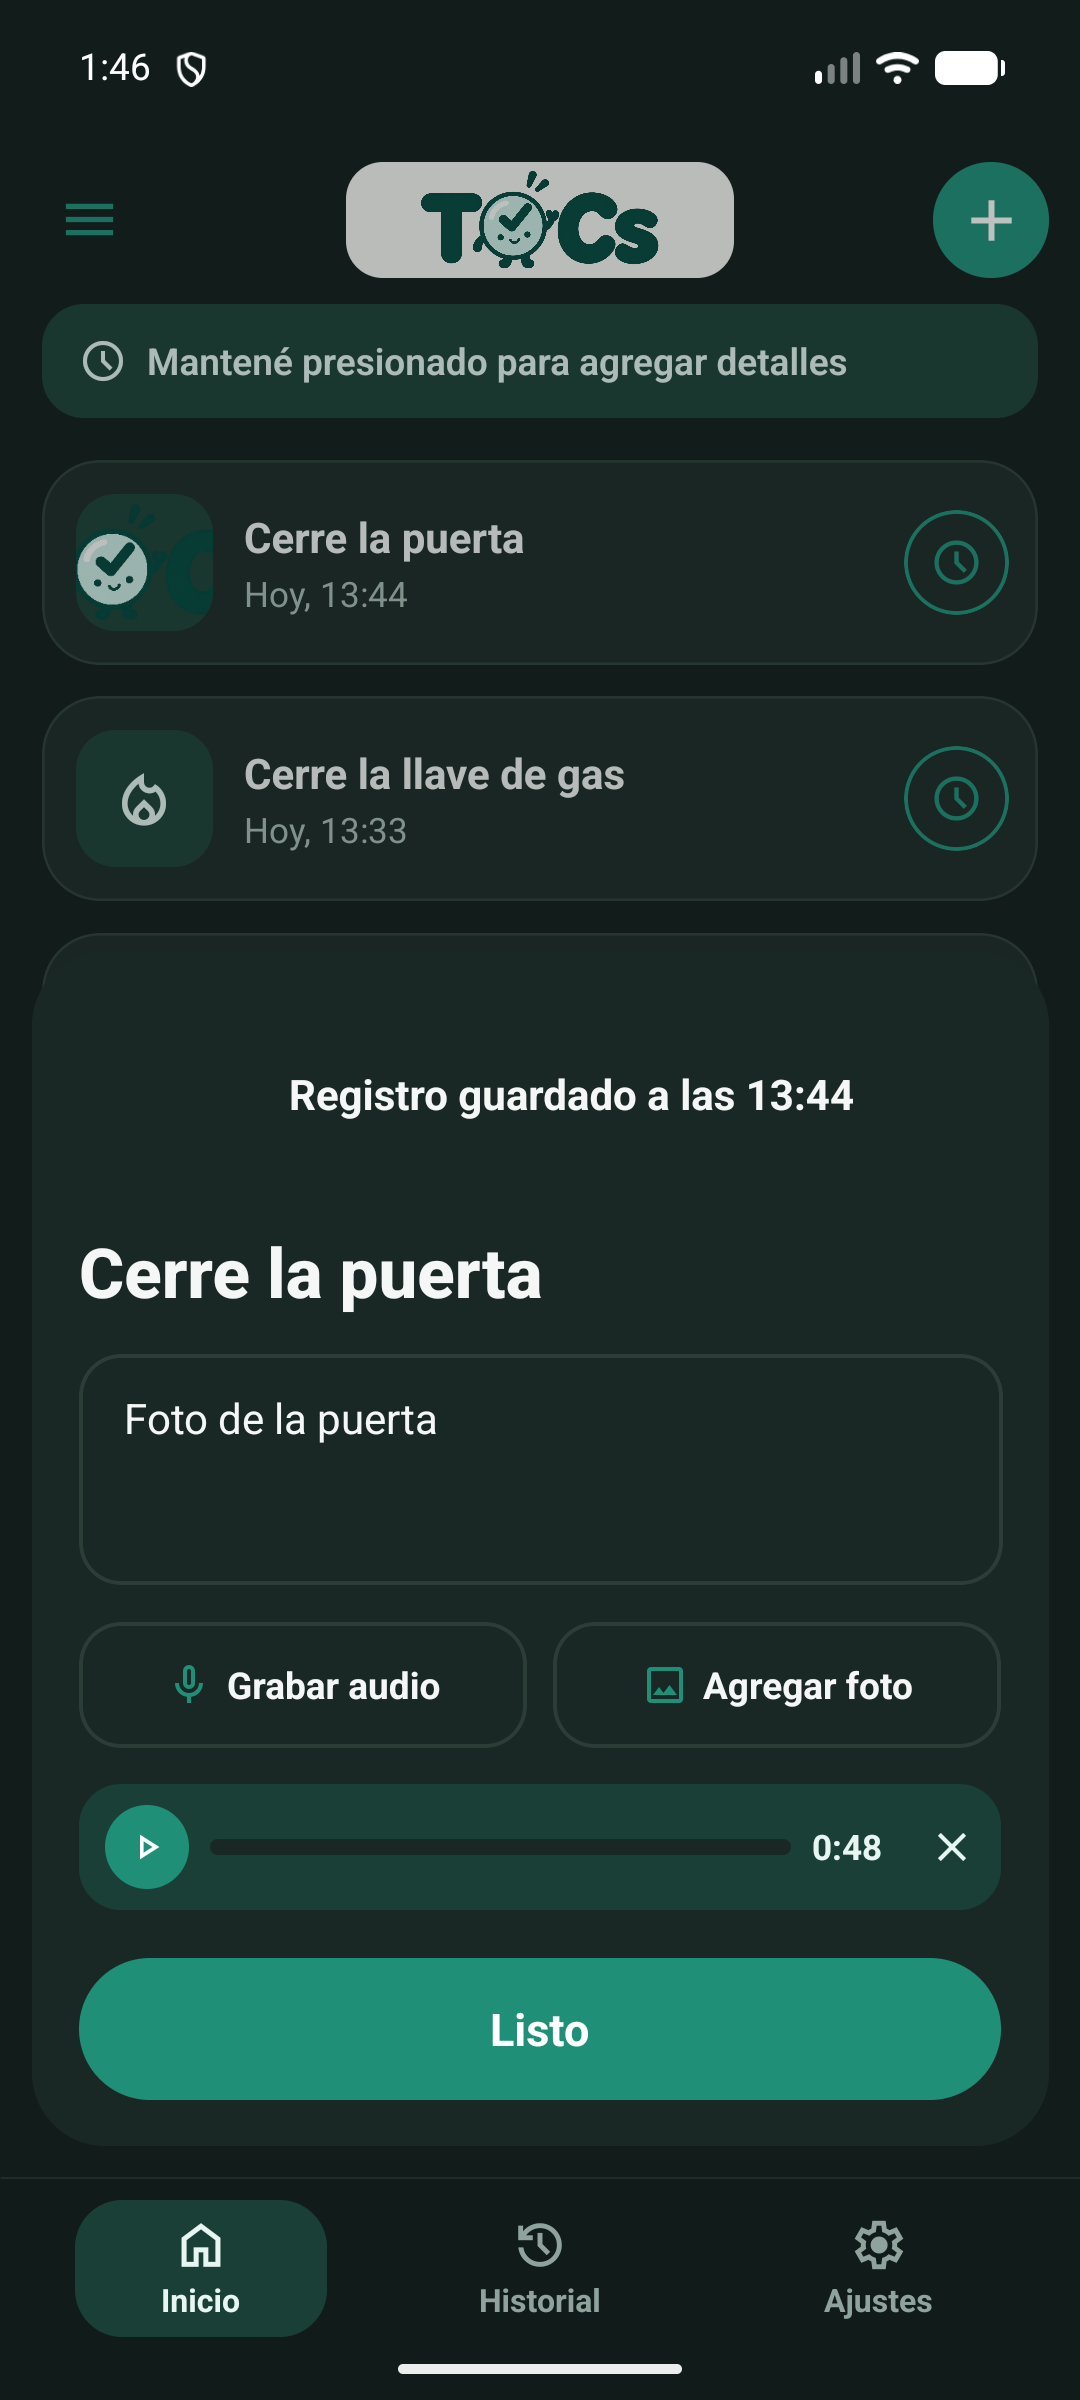 1:46
TOCs
Mantené presionado para agregar detalles
Cerre la puerta
Hoy, 13:44
Cerre la llave de gas
Hoy, 13:33
Registro guardado a las 13:44
Cerre la puerta
Foto de la puerta
Grabar audio
Agregar foto
0:48
Listo
Inicio
Historial
Ajustes